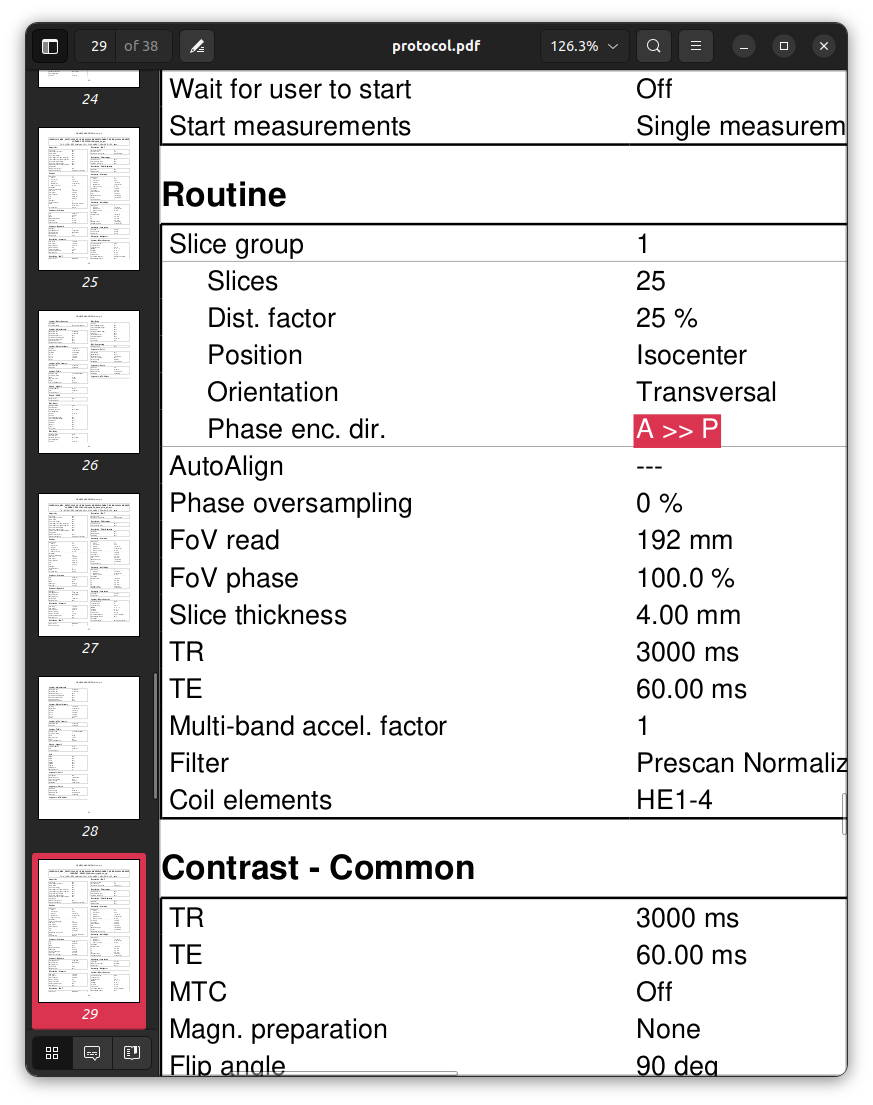 29 of 38
protocol.pdf
126.3%
24
25
26
27
28
29
Wait for user to start Off
Start measurements Single measurem
Routine
Slice group 1
Slices 25
Dist. factor 25 %
Position Isocenter
Orientation Transversal
Phase enc. dir. A >> P
AutoAlign ---
Phase oversampling 0 %
FoV read 192 mm
FoV phase 100.0 %
Slice thickness 4.00 mm
TR 3000 ms
TE 60.00 ms
Multi-band accel. factor 1
Filter Prescan Normaliz
Coil elements HE1-4
Contrast - Common
TR 3000 ms
TE 60.00 ms
MTC Off
Magn. preparation None
Flip angle 90 deg